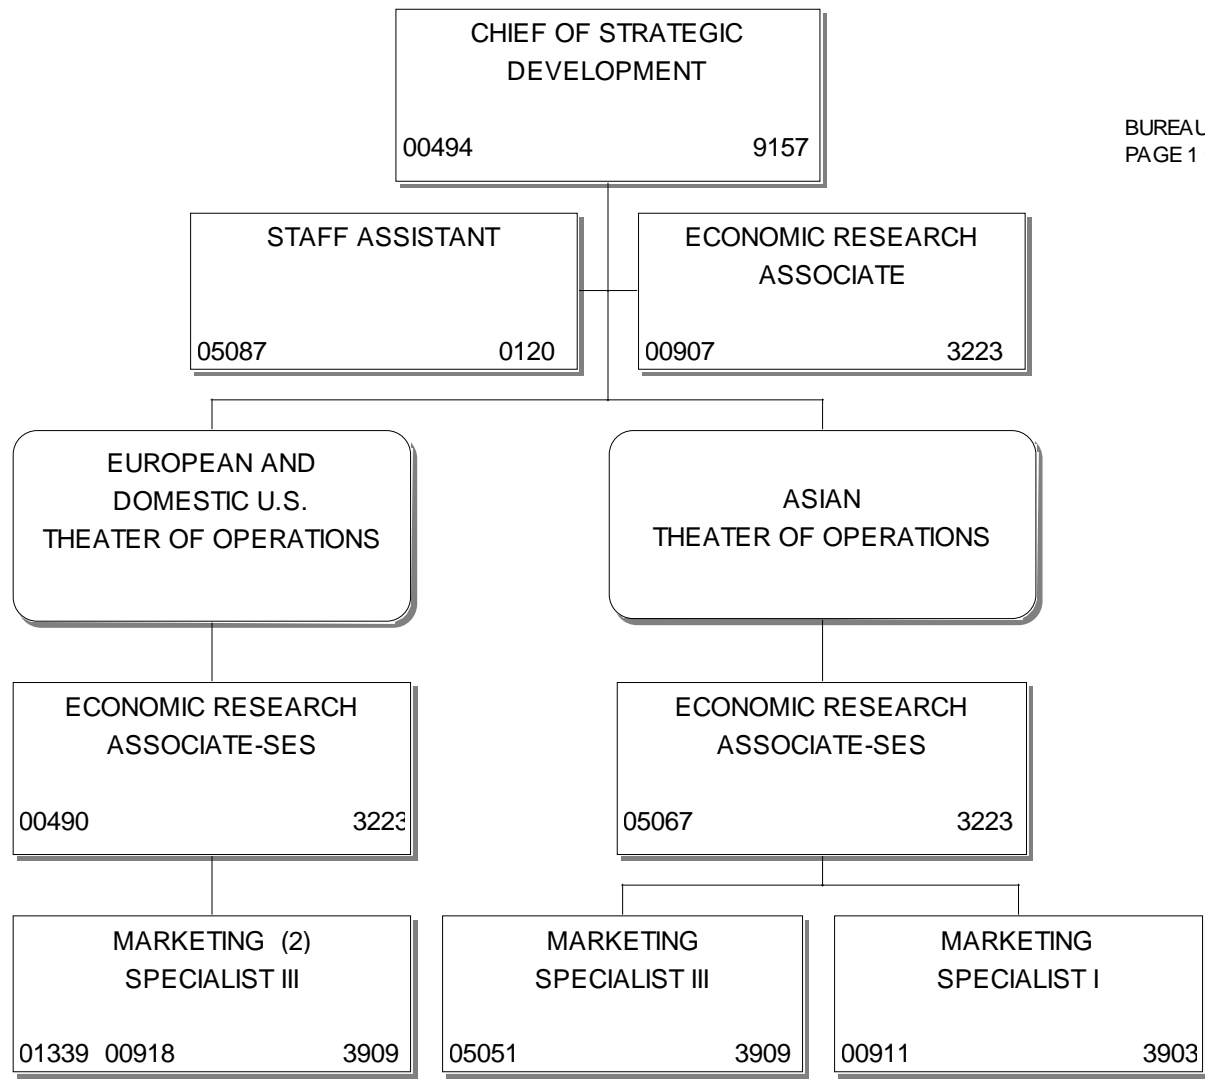 CHIEF OF STRATEGIC
DEVELOPMENT
00494 9157
BUREAU
PAGE 1
STAFF ASSISTANT
05087 0120
ECONOMIC RESEARCH
ASSOCIATE
00907 3223
EUROPEAN AND
DOMESTIC U.S.
THEATER OF OPERATIONS
ASIAN
THEATER OF OPERATIONS
ECONOMIC RESEARCH
ASSOCIATE-SES
00490 3223
ECONOMIC RESEARCH
ASSOCIATE-SES
05067 3223
MARKETING (2)
SPECIALIST III
01339 00918 3909
MARKETING
SPECIALIST III
05051 3909
MARKETING
SPECIALIST I
00911 3903